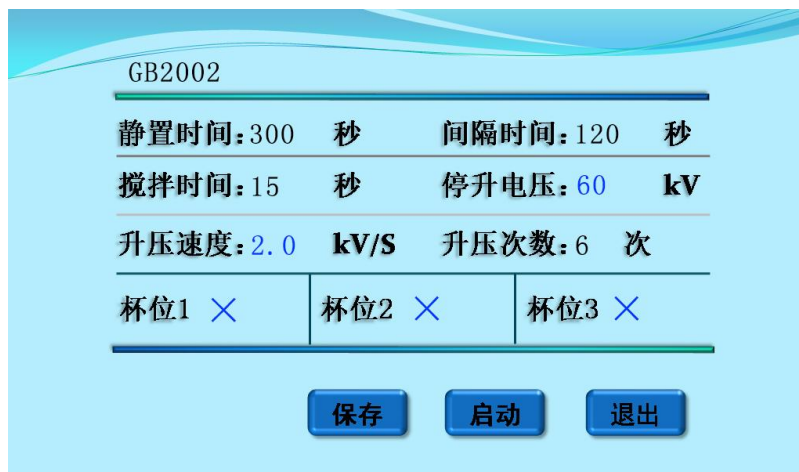 GB2002
静置时间:300 秒 间隔时间:120 秒
搅拌时间:15 秒 停升电压:60 kV
升压速度:2.0 kV/S 升压次数:6 次
杯位1 × 杯位2 × 杯位3 ×
保存 启动 退出